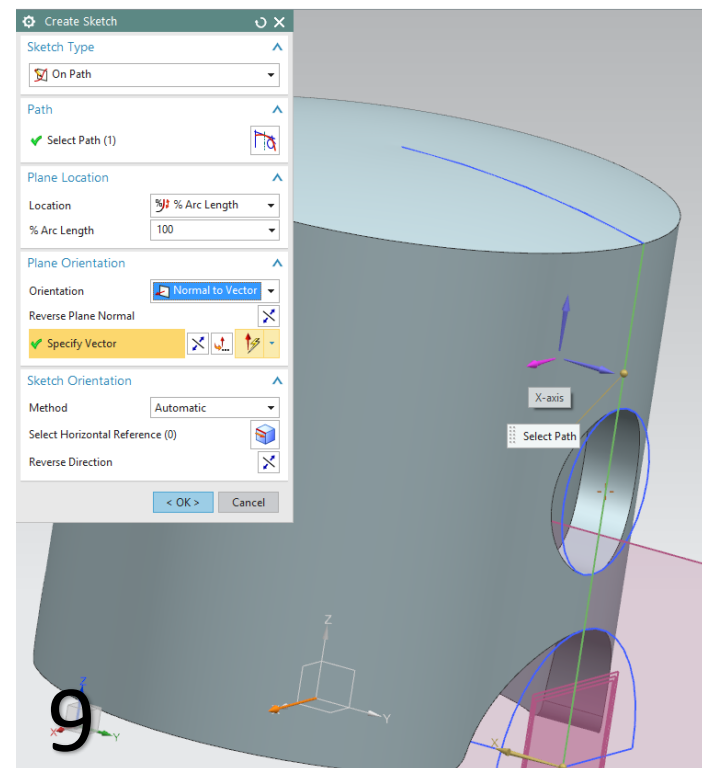 Create Sketch
Sketch Type
On Path
Path
Select Path (1)
Plane Location
Location % % Arc Length
% Arc Length 100
Plane Orientation
Orientation Normal to Vector
Reverse Plane Normal
Specify Vector
Sketch Orientation
Method Automatic
Select Horizontal Reference (0)
Reverse Direction
< OK > Cancel
X-axis
Select Path
Z
Y
X
Z
X
Y
9